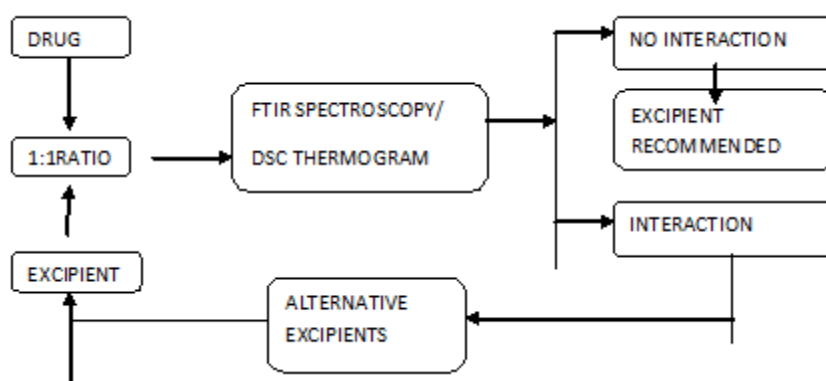 DRUG
NO INTERACTION
FTIR SPECTROSCOPY/
DSC THERMOGRAM
EXCIPIENT
RECOMMENDED
1:1RATIO
INTERACTION
EXCIPIENT
ALTERNATIVE
EXCIPIENTS